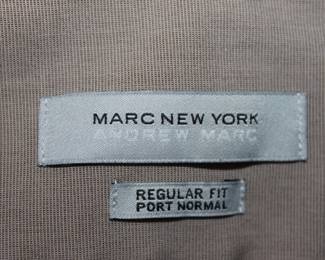 MARC NEW YORK
ANDREW MARC
REGULAR FIT
PORT NORMAL